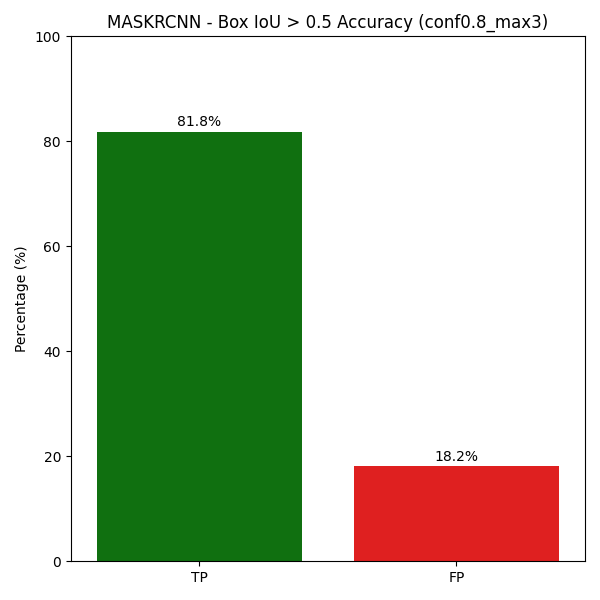 MASKRCNN - Box IoU > 0.5 Accuracy (conf0.8_max3)
Percentage (%)
100
80
60
40
20
0
81.8%
18.2%
TP
FP